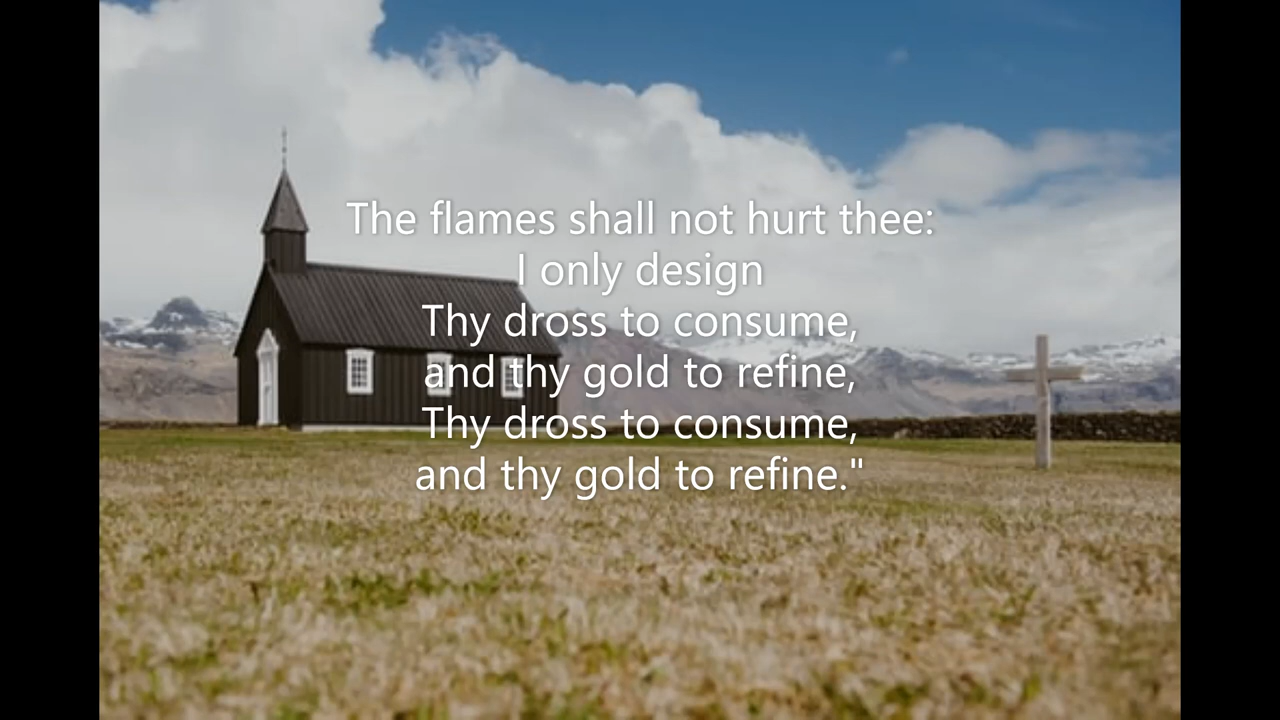 The flames shall not hurt thee:
I only design
Thy dross to consume,
and thy gold to refine,
Thy dross to consume,
and thy gold to refine."